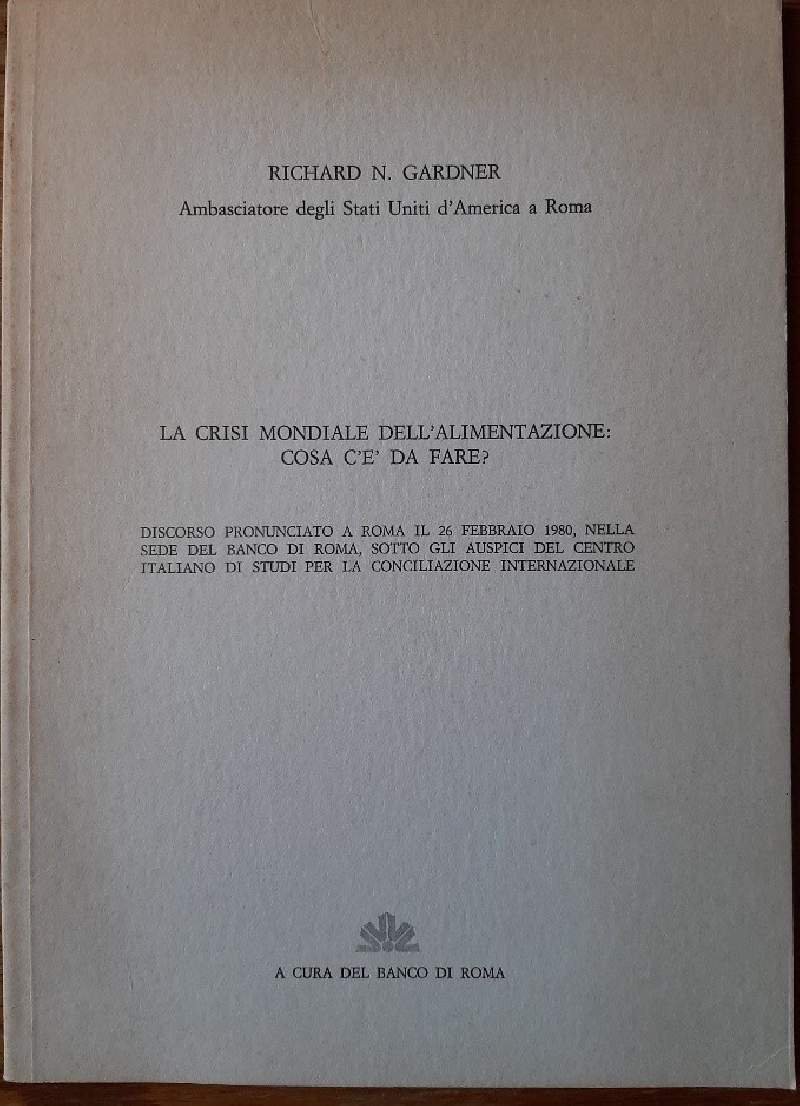 RICHARD N. GARDNER
Ambasciatore degli Stati Uniti d'America a Roma
LA CRISI MONDIALE DELL'ALIMENTAZIONE:
COSA C'E' DA FARE?
DISCORSO PRONUNCIATO A ROMA IL 26 FEBBRAIO 1980, NELLA
SEDE DEL BANCO DI ROMA, SOTTO GLI AUSPICI DEL CENTRO
ITALIANO DI STUDI PER LA CONCILIAZIONE INTERNAZIONALE
A CURA DEL BANCO DI ROMA